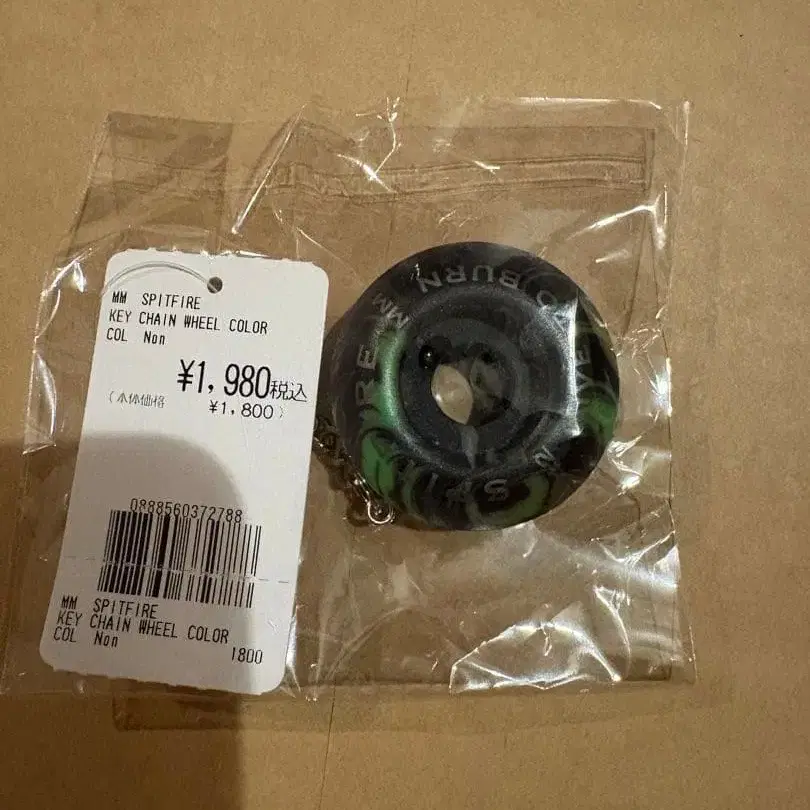 MM SPITFIRE
KEY CHAIN WHEEL COLOR
COL Non
¥1,980税込
(本体価格 ¥1,800)
0888560372788
MM SPITFIRE
KEY CHAIN WHEEL COLOR
COL Non
1800
BURN
MM